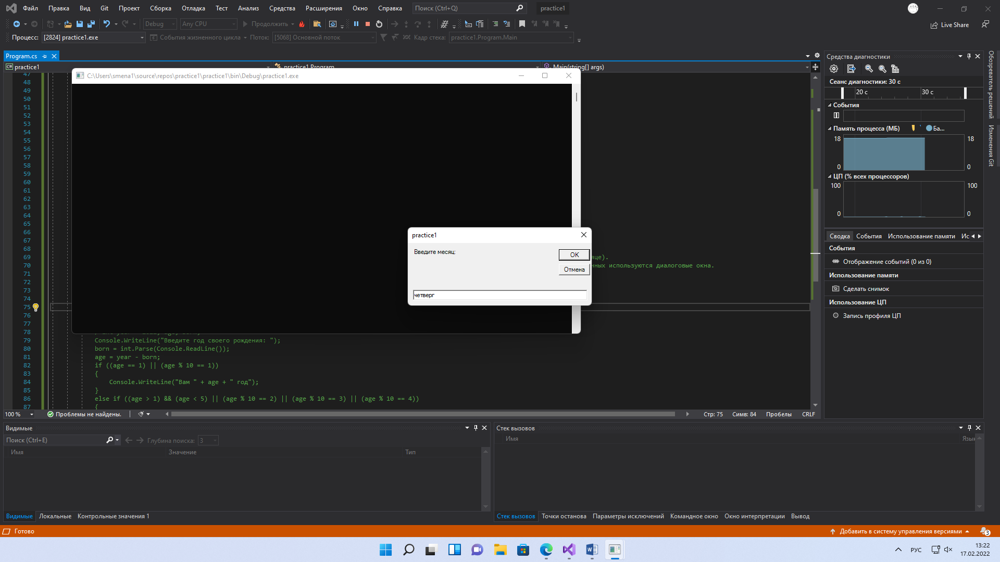 Файл Правка Вид Git Проект Сборка Отладка Тест Анализ Средства Расширения Окно Справка Поиск (Ctrl+Q) practice1
Debug Any CPU Продолжить Live Share
Процесс: [2824] practice1.exe События жизненного цикла Поток: [5068] Основной поток Кадр стека: practice1.Program.Main
Program.cs
practice1 practice1.Program Main(string[] args)
C:\Users\smena1\source\repos\practice1\practice1\bin\Debug\practice1.exe
47
48
49
50
51
52
53
54
55
56
57
58
59
60
61
62
63
64
65
66
67
68
69 це).
70 нных используются диалоговые окна.
71
72
73
74
75
76
77
78
79 Console.WriteLine("Введите год своего рождения: ");
80 born = int.Parse(Console.ReadLine());
81 age = year - born;
82 if ((age == 1) || (age % 10 == 1))
83 {
84 Console.WriteLine("Вам " + age + " год");
85 }
86 else if ((age > 1) && (age < 5) || (age % 10 == 2) || (age % 10 == 3) || (age % 10 == 4))
87 {
practice1
Введите месяц:
OK
Отмена
четверг
100 % Проблемы не найдены. Стр: 75 Симв: 84 Пробелы CRLF
Средства диагностики
Сеанс диагностики: 30 с
20 с 30 с
События
Память процесса (МБ) Ба...
18 18
0 0
ЦП (% всех процессоров)
100 100
0 0
Сводка События Использование памяти Ис
События
Отображение событий (0 из 0)
Использование памяти
Сделать снимок
Использование ЦП
Запись профиля ЦП
Обозреватель решений
Изменения Git
Видимые
Поиск (Ctrl+E) Глубина поиска: 3
Имя Значение Тип
Видимые Локальные Контрольные значения 1
Стек вызовов
Имя Язык
Стек вызовов Точки останова Параметры исключений Командное окно Окно интерпретации Вывод
Готово Добавить в систему управления версиями 3
РУС 13:22
17.02.2022